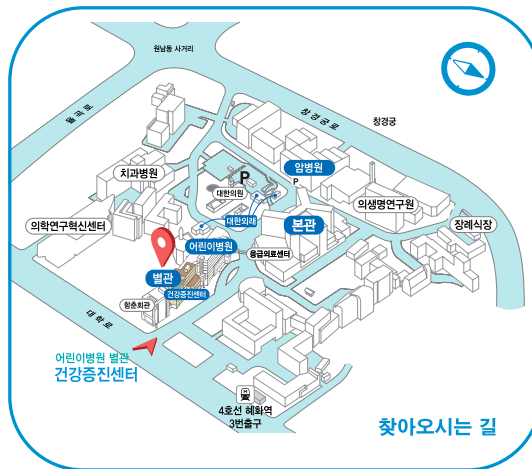 원남동 사거리
율곡로
창경궁로
창경궁
치과병원
P
대한의원
암병원
P
의생명연구원
의학연구혁신센터
대한외래
본관
장례식장
어린이병원
응급의료센터
별관
건강증진센터
함춘회관
대학로
어린이병원 별관
건강증진센터
4호선 혜화역
3번출구
찾아오시는 길